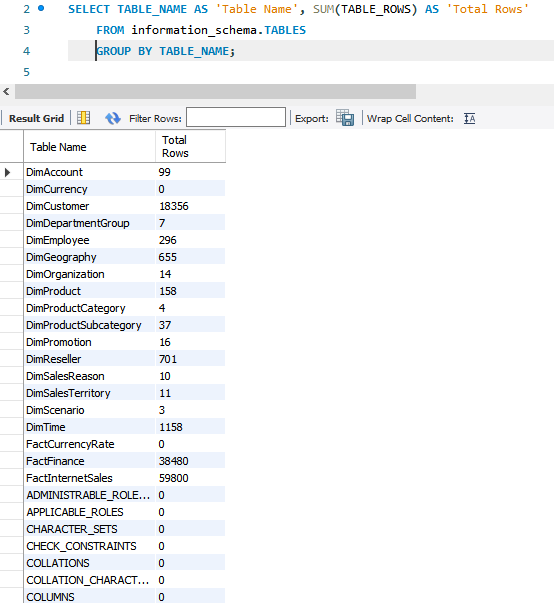 2 SELECT TABLE_NAME AS 'Table Name', SUM(TABLE_ROWS) AS 'Total Rows'
3 FROM information_schema.TABLES
4 GROUP BY TABLE_NAME;
5
Result Grid Filter Rows: Export: Wrap Cell Content:
Table Name Total Rows
DimAccount 99
DimCurrency 0
DimCustomer 18356
DimDepartmentGroup 7
DimEmployee 296
DimGeography 655
DimOrganization 14
DimProduct 158
DimProductCategory 4
DimProductSubcategory 37
DimPromotion 16
DimReseller 701
DimSalesReason 10
DimSalesTerritory 11
DimScenario 3
DimTime 1158
FactCurrencyRate 0
FactFinance 38480
FactInternetSales 59800
ADMINISTRABLE_ROLE... 0
APPLICABLE_ROLES 0
CHARACTER_SETS 0
CHECK_CONSTRAINTS 0
COLLATIONS 0
COLLATION_CHARACT... 0
COLUMNS 0